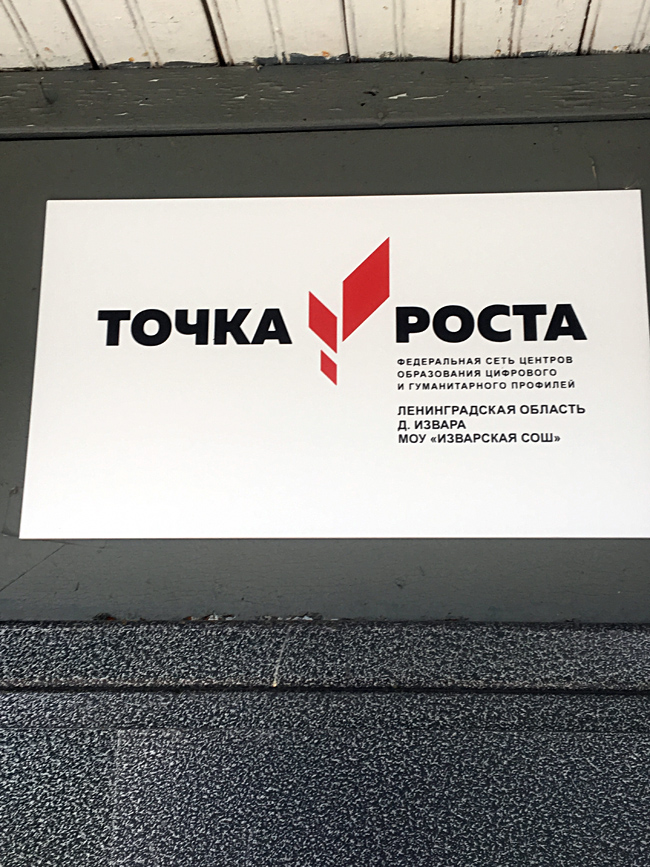 ТОЧКА РОСТА
ФЕДЕРАЛЬНАЯ СЕТЬ ЦЕНТРОВ
ОБРАЗОВАНИЯ ЦИФРОВОГО
И ГУМАНИТАРНОГО ПРОФИЛЕЙ
ЛЕНИНГРАДСКАЯ ОБЛАСТЬ
Д. ИЗВАРА
МОУ «ИЗВАРСКАЯ СОШ»